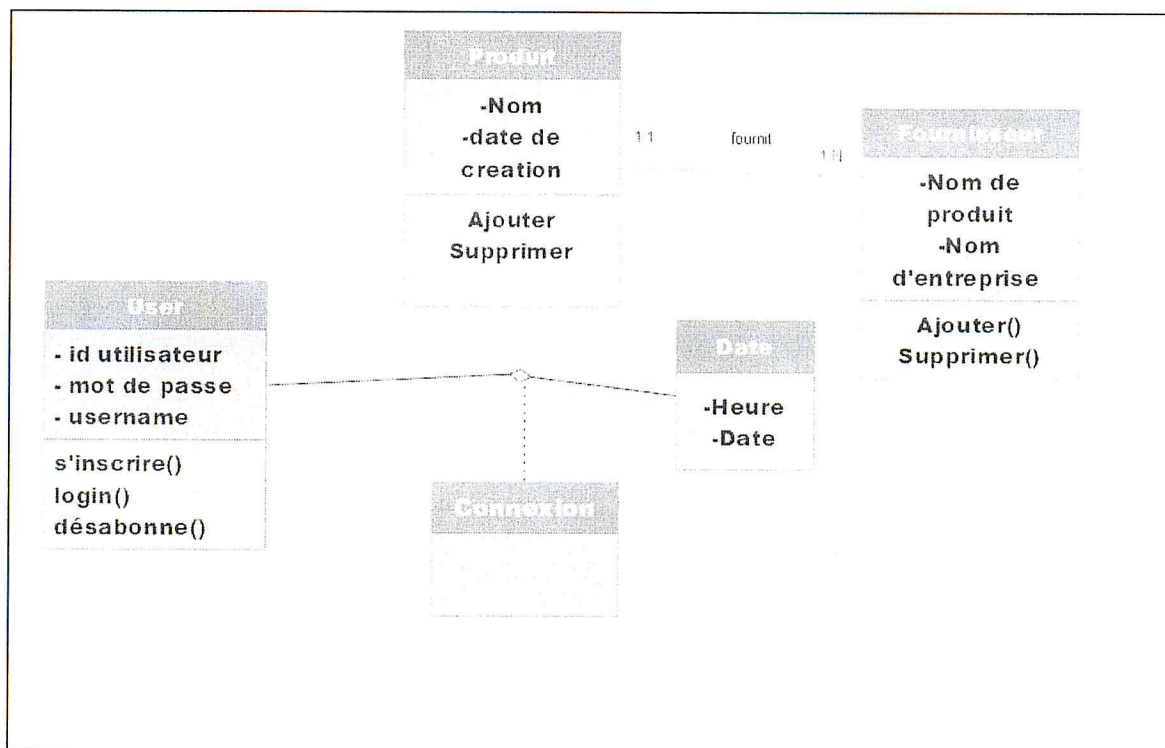 Produit
-Nom
-date de
creation
Ajouter
Supprimer
1 1
fournit
1 N
Fournisseur
-Nom de
produit
-Nom
d'entreprise
Ajouter()
Supprimer()
User
- id utilisateur
- mot de passe
- username
s'inscrire()
login()
désabonne()
Date
-Heure
-Date
Connexion